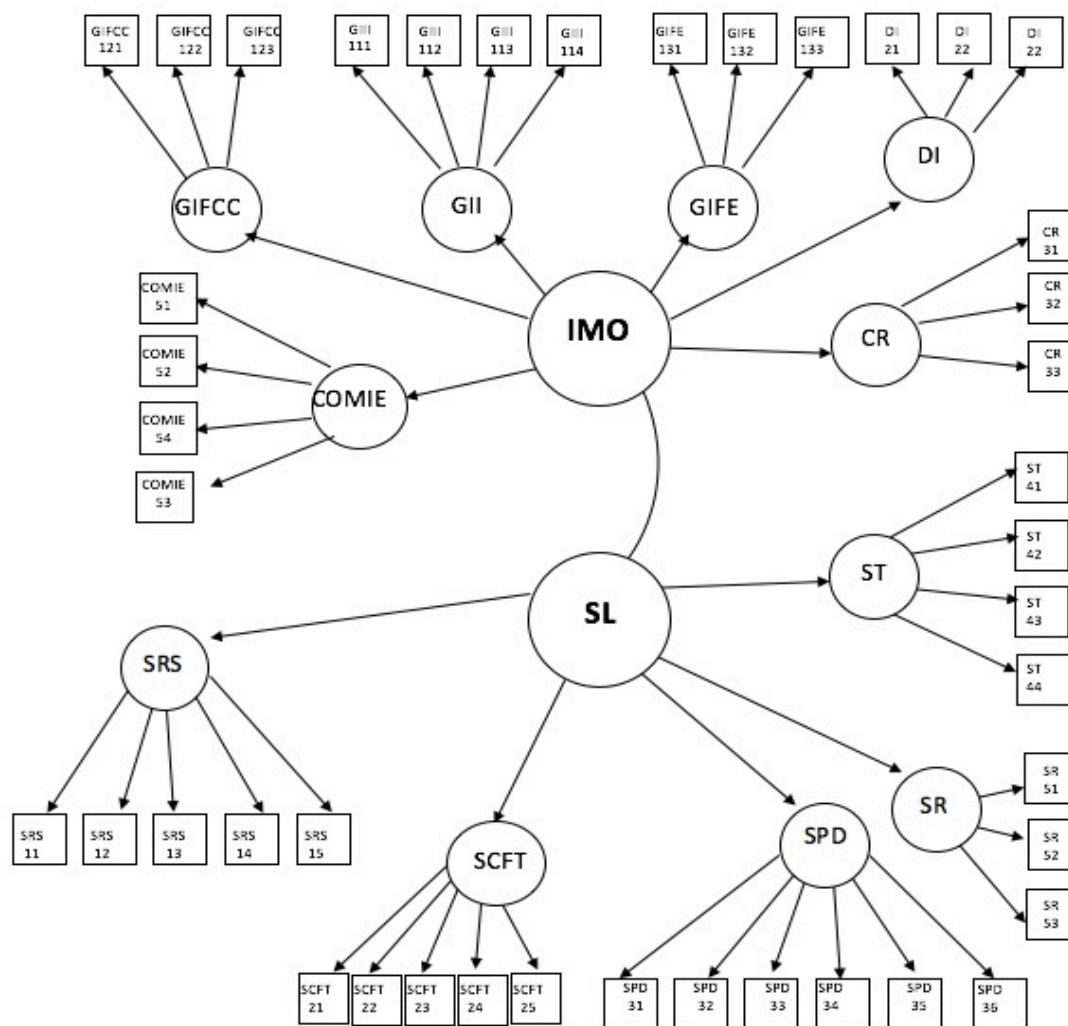 GIFCC
121
GIFCC
122
GIFCC
123
GIII
111
GIII
112
GIII
113
GIII
114
GIFE
131
GIFE
132
GIFE
133
DI
21
DI
22
DI
22
GIFCC
GII
GIFE
DI
CR
31
CR
32
CR
33
COMIE
51
COMIE
52
COMIE
54
COMIE
53
COMIE
IMO
CR
ST
41
ST
42
ST
43
ST
44
SL
ST
SRS
SRS
11
SRS
12
SRS
13
SRS
14
SRS
15
SCFT
SPD
SR
SR
51
SR
52
SR
53
SCFT
21
SCFT
22
SCFT
23
SCFT
24
SCFT
25
SPD
31
SPD
32
SPD
33
SPD
34
SPD
35
SPD
36